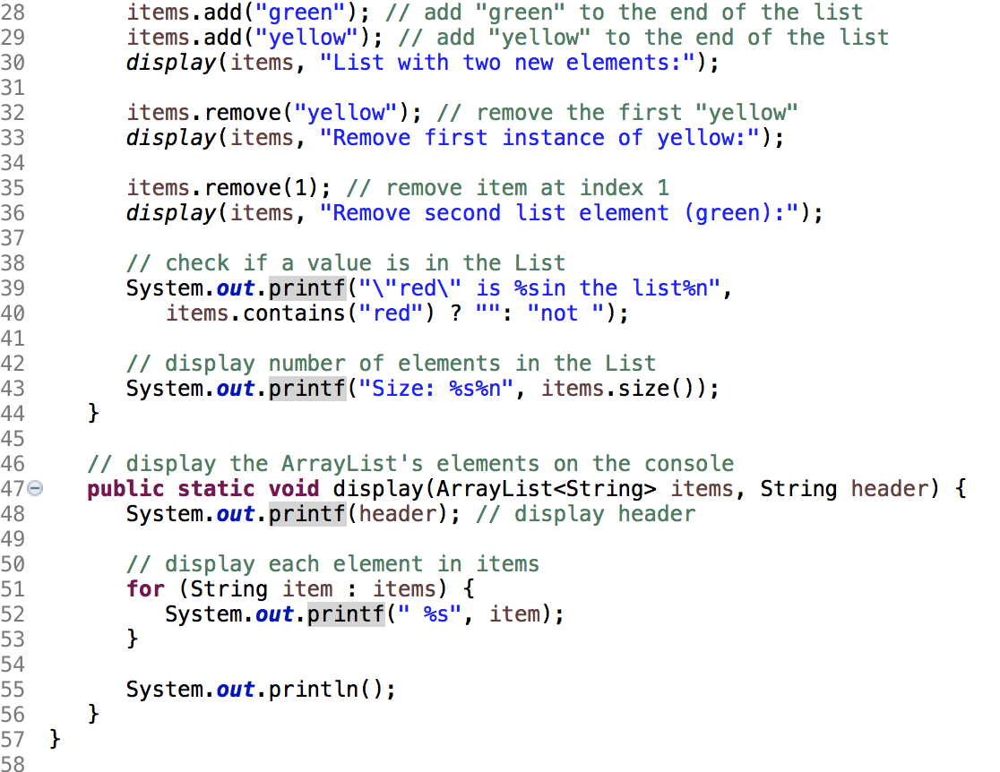 28 items.add("green"); // add "green" to the end of the list
29 items.add("yellow"); // add "yellow" to the end of the list
30 display(items, "List with two new elements:");
31
32 items.remove("yellow"); // remove the first "yellow"
33 display(items, "Remove first instance of yellow:");
34
35 items.remove(1); // remove item at index 1
36 display(items, "Remove second list element (green):");
37
38 // check if a value is in the List
39 System.out.printf("\"red\" is %sin the list%n",
40 items.contains("red") ? "": "not ");
41
42 // display number of elements in the List
43 System.out.printf("Size: %s%n", items.size());
44 }
45
46 // display the ArrayList's elements on the console
47 public static void display(ArrayList<String> items, String header) {
48 System.out.printf(header); // display header
49
50 // display each element in items
51 for (String item : items) {
52 System.out.printf(" %s", item);
53 }
54
55 System.out.println();
56 }
57 }
58